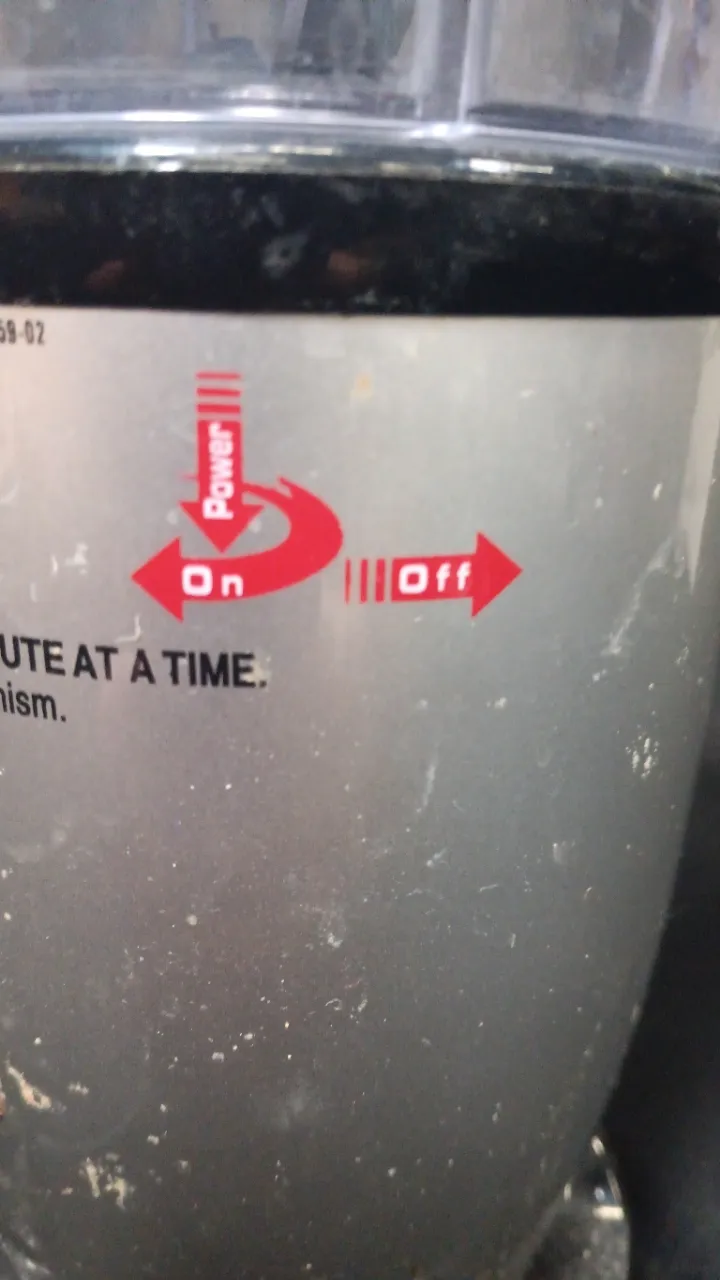 59-02
Power
On
Off
UTE AT A TIME.
nism.